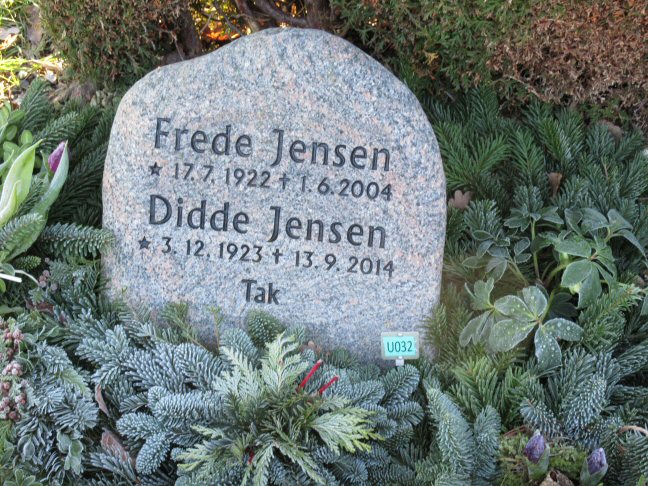 Frede Jensen
★ 17. 7. 1922 ✝ 1. 6. 2004
Didde Jensen
★ 3. 12. 1923 ✝ 13. 9. 2014
Tak
U032